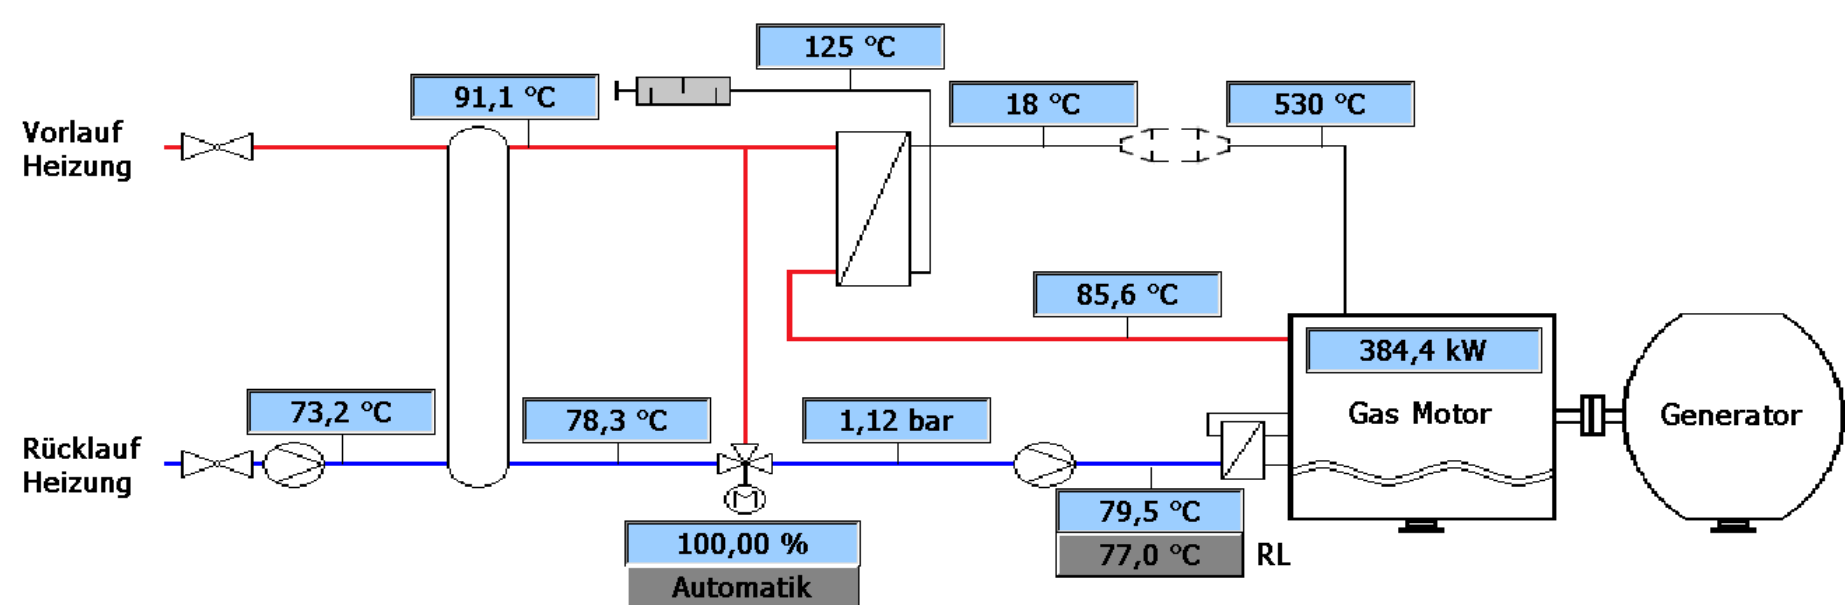 125 °C
91,1 °C
18 °C
530 °C
Vorlauf
Heizung
85,6 °C
384,4 kW
73,2 °C
78,3 °C
1,12 bar
Gas Motor
Generator
Rücklauf
Heizung
M
79,5 °C
77,0 °C
RL
100,00 %
Automatik